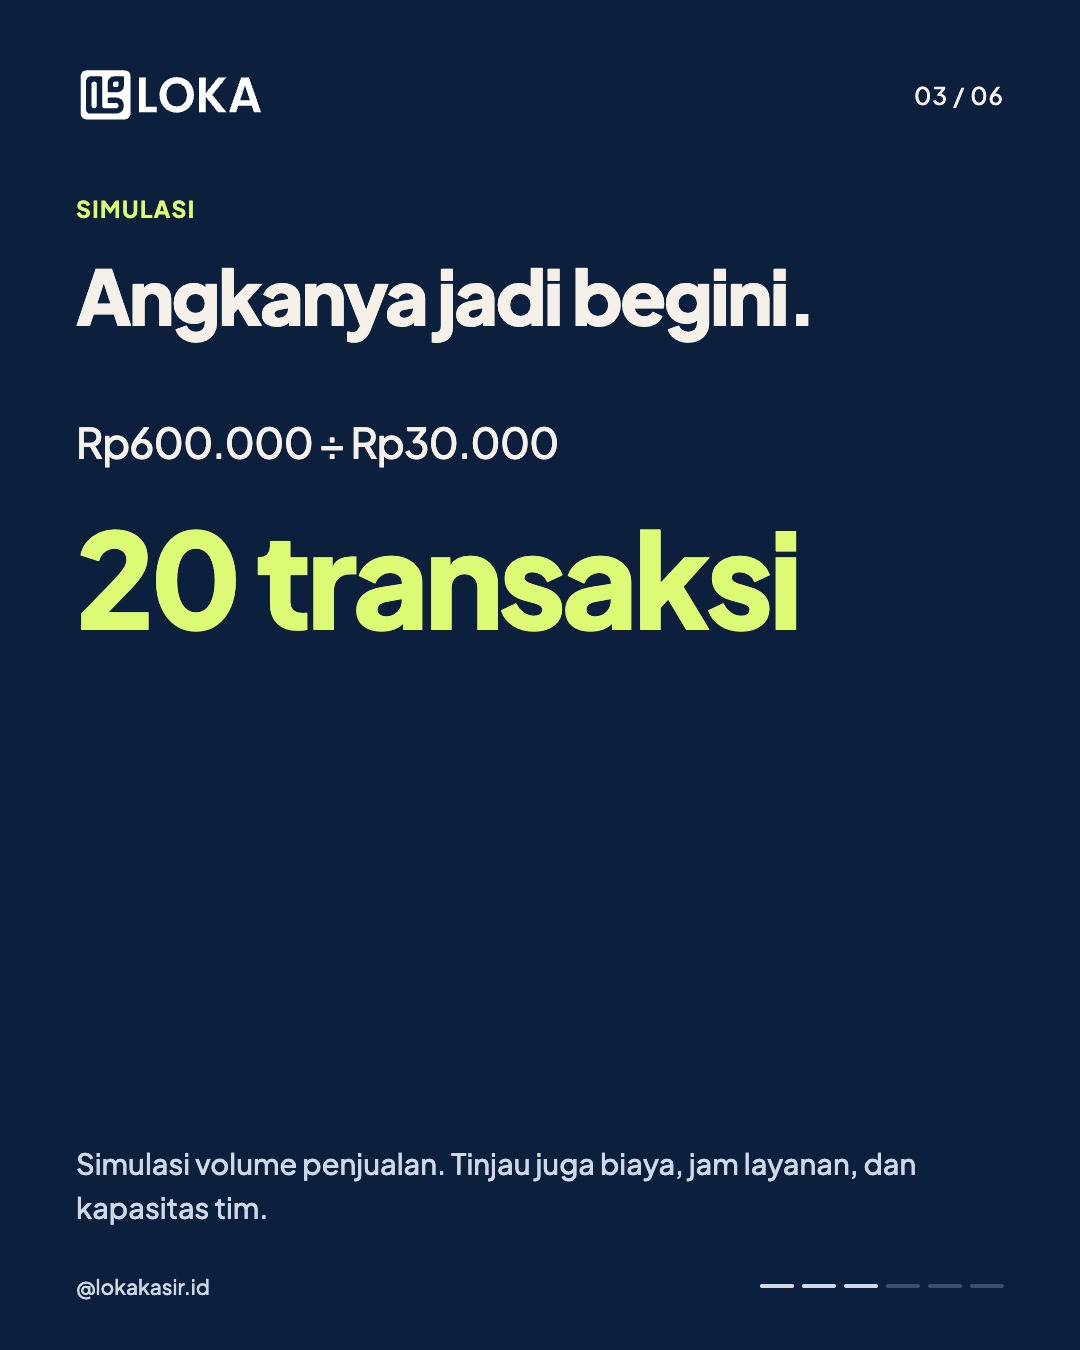 LOKA
03 / 06
SIMULASI
Angkanya jadi begini.
Rp600.000 ÷ Rp30.000
20 transaksi
Simulasi volume penjualan. Tinjau juga biaya, jam layanan, dan
kapasitas tim.
@lokakasir.id